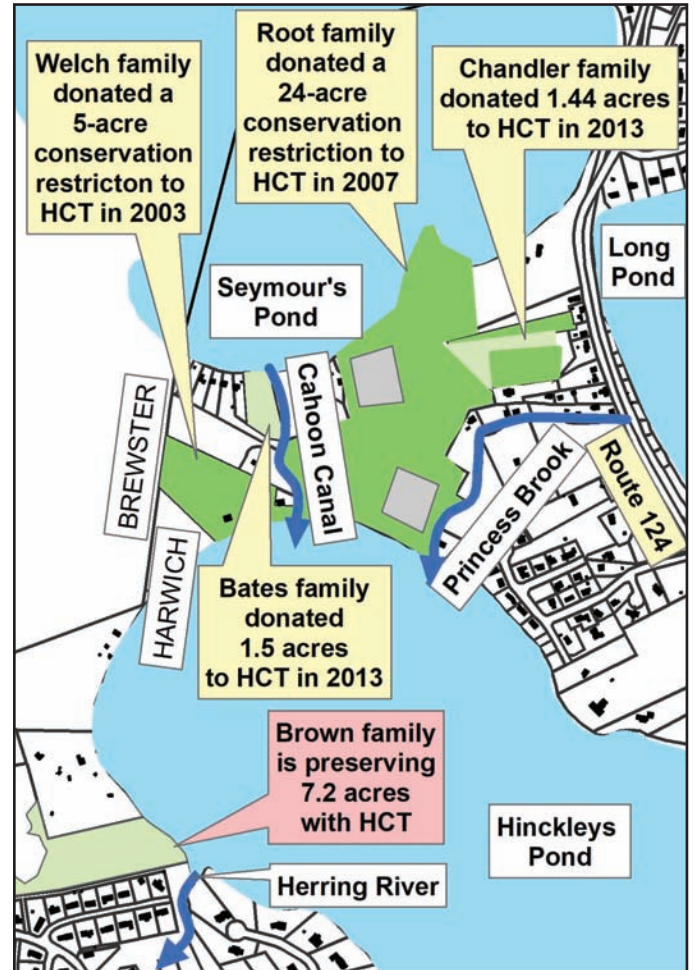 Welch family
donated a
5-acre
conservation
restricton to
HCT in 2003
Root family
donated a
24-acre
conservation
restriction to
HCT in 2007
Chandler family
donated 1.44 acres
to HCT in 2013
Long
Pond
Seymour's
Pond
Cahoon Canal
BREWSTER
HARWICH
Princess Brook
Route 124
Bates family
donated
1.5 acres
to HCT in 2013
Brown family
is preserving
7.2 acres
with HCT
Hinckleys
Pond
Herring River